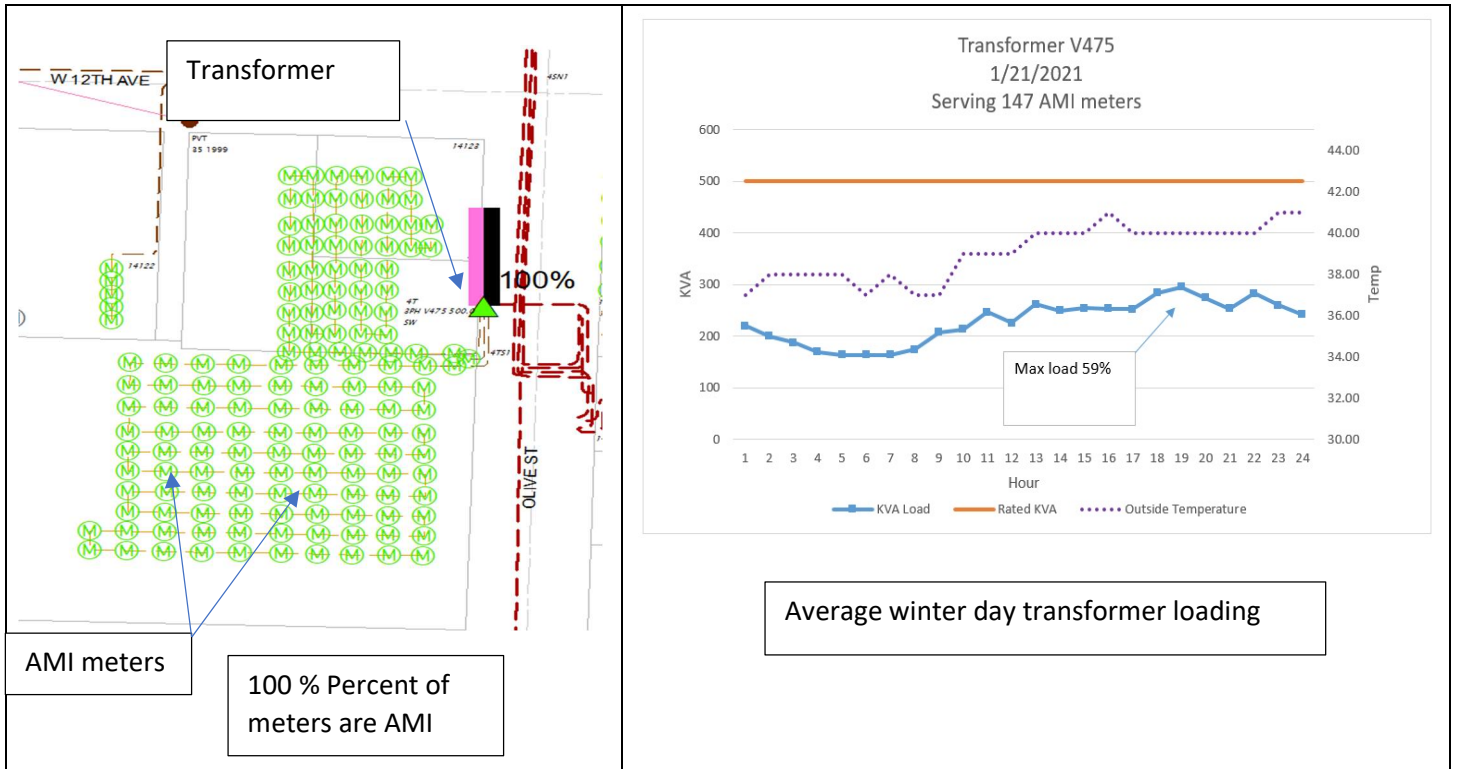 Transformer
W 12TH AVE
4SN1
PVT
35 1999
14123
14122
100%
4T
3PH V475 500.0
SW
4TS1
OLIVE ST
AMI meters
100 % Percent of
meters are AMI
Transformer V475
1/21/2021
Serving 147 AMI meters
600
500
400
300
200
100
0
KVA
44.00
42.00
40.00
38.00
36.00
34.00
32.00
30.00
Temp
Max load 59%
1 2 3 4 5 6 7 8 9 10 11 12 13 14 15 16 17 18 19 20 21 22 23 24
Hour
KVA Load Rated KVA Outside Temperature
Average winter day transformer loading